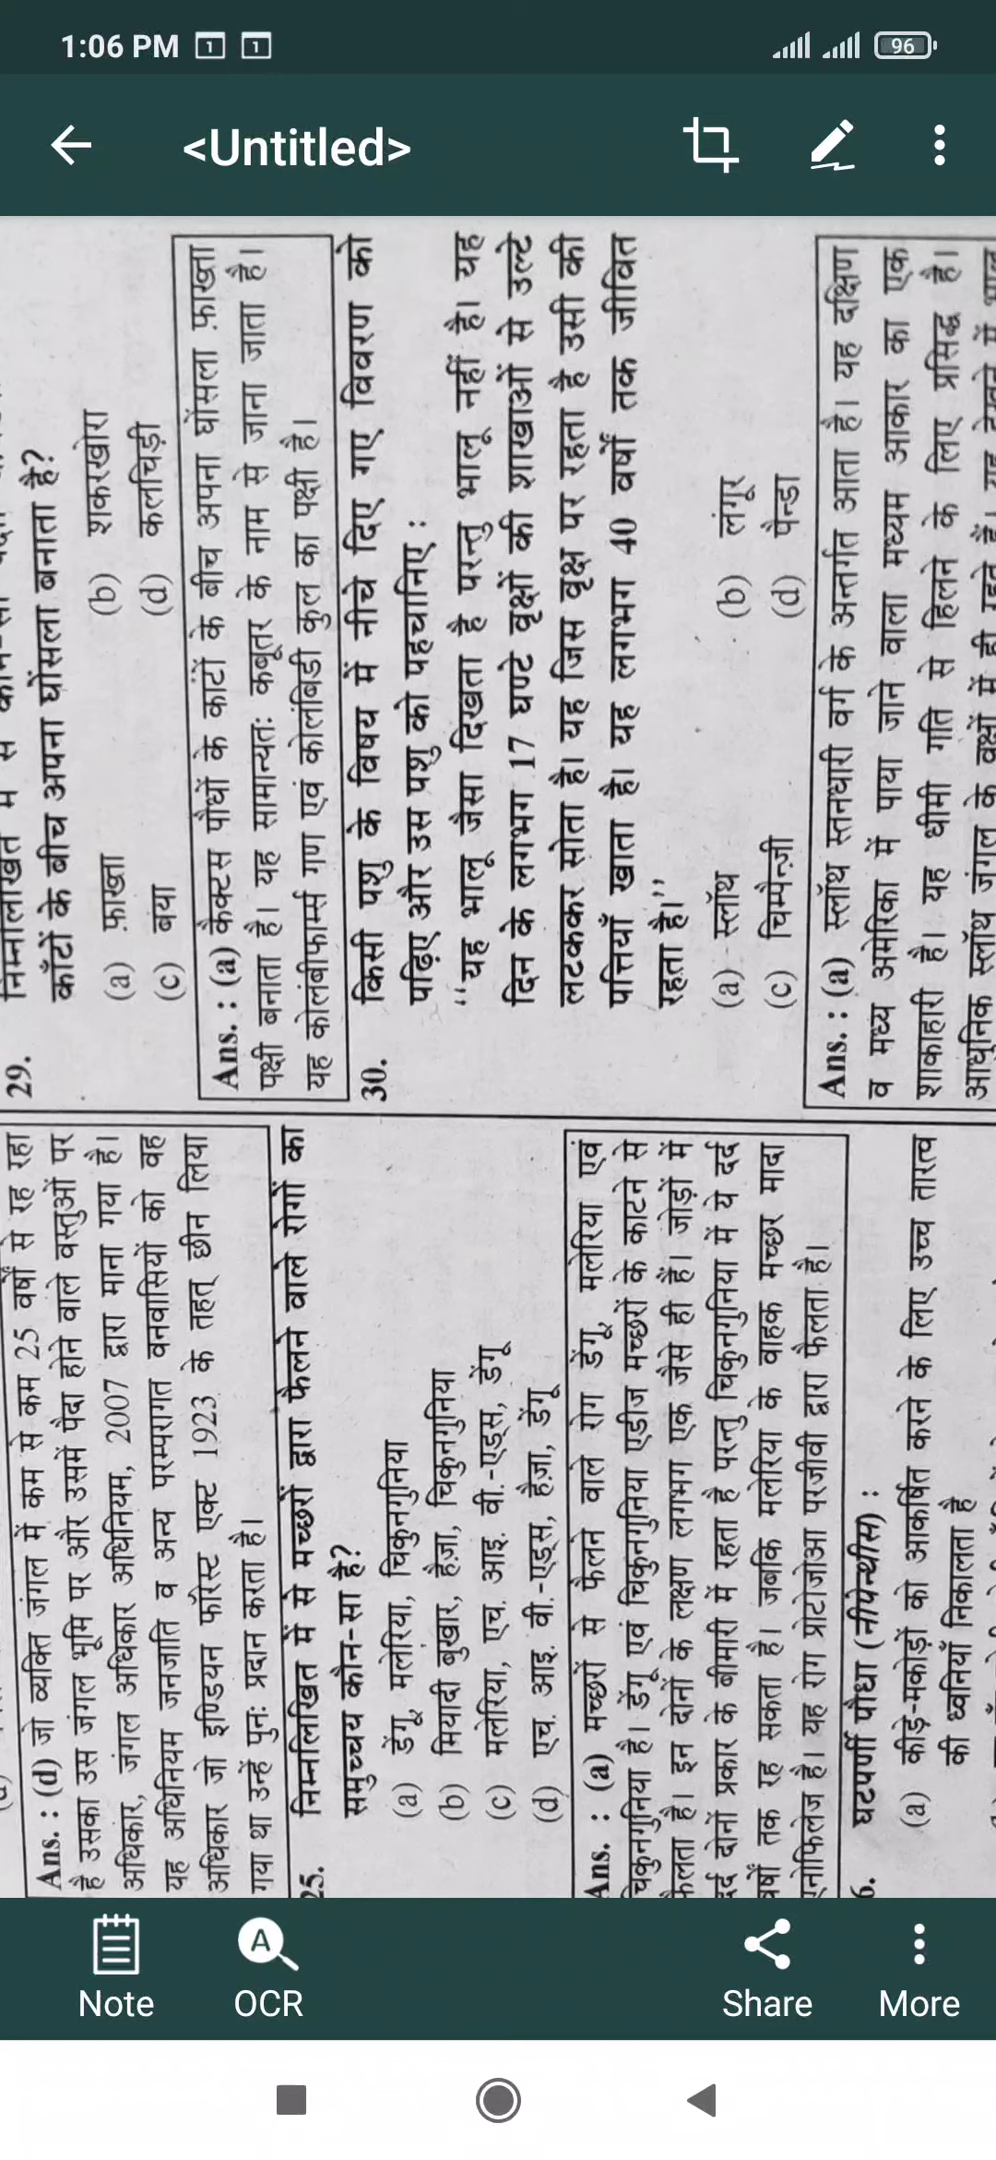 1:06 PM
96
<Untitled>
है उसका उस जंगल भूमि पर और उसमें पैदा होने वाले वस्तुओं पर
Ans. : (d) जो व्यक्ति जंगल में कम से कम 25 वर्षों से रह रहा
अधिकार, जंगल अधिकार अधिनियम, 2007 द्वारा माना गया है।
यह अधिनियम जनजाति व अन्य परम्परागत वनवासियों को वह
अधिकार जो इण्डियन फॉरेस्ट एक्ट 1923 के तहत् छीन लिया
गया था उन्हें पुनः प्रदान करता है।
25. निम्नलिखित में से मच्छरों द्वारा फैलने वाले रोगों का
समुच्चय कौन-सा है?
(a) डेंगू, मलेरिया, चिकुनगुनिया
(b) मियादी बुखार, हैज़ा, चिकुनगुनिया
(c) मलेरिया, एच. आइ. वी.-एड्स, डेंगू
(d) एच. आइ. वी.-एड्स, हैज़ा, डेंगू
Ans. : (a) मच्छरों से फैलने वाले रोग डेंगू, मलेरिया एवं
चिकुनगुनिया है। डेंगू एवं चिकुनगुनिया एडीज मच्छरों के काटने से
फैलता है। इन दोनों के लक्षण लगभग एक जैसे ही हैं। जोड़ों में
दर्द दोनों प्रकार के बीमारी में रहता है परन्तु चिकुनगुनिया में ये दर्द
वर्षों तक रह सकता है। जबकि मलेरिया के वाहक मच्छर मादा
एनोफिलेज है। यह रोग प्रोटोजोआ परजीवी द्वारा फैलता है।
6. घटपर्णी पौधा (नीपेन्थीस) :
(a) कीड़े-मकोड़ों को आकर्षित करने के लिए उच्च तारत्व
की ध्वनियाँ निकालता है
29. निम्नलिखित में से कौन-सा
काँटों के बीच अपना घोंसला बनाता है?
(a) फ़ाख्ता (b) शकरखोरा
(c) बया (d) कलचिड़ी
Ans. : (a) कैक्टस पौधों के काटों के बीच अपना घोंसला फ़ाख्ता
पक्षी बनाता है। यह सामान्यतः कबूतर के नाम से जाना जाता है।
यह कोलंबीफार्म्स गण एवं कोलंबिडी कुल का पक्षी है।
30. किसी पशु के विषय में नीचे दिए गए विवरण को
पढ़िए और उस पशु को पहचानिए :
“यह भालू जैसा दिखता है परन्तु भालू नहीं है। यह
दिन के लगभग 17 घण्टे वृक्षों की शाखाओं से उल्टे
लटककर सोता है। यह जिस वृक्ष पर रहता है उसी की
पत्तियाँ खाता है। यह लगभग 40 वर्षों तक जीवित
रहता है।”
(a) स्लॉथ (b) लंगूर
(c) चिम्पैन्ज़ी (d) पैन्डा
Ans. : (a) स्लॉथ स्तनधारी वर्ग के अन्तर्गत आता है। यह दक्षिण
व मध्य अमेरिका में पाया जाने वाला मध्यम आकार का एक
शाकाहारी है। यह धीमी गति से हिलने के लिए प्रसिद्ध है।
आधुनिक स्लॉथ जंगल के वृक्षों में ही रहते हैं। यह देखने में
Note
OCR
Share
More